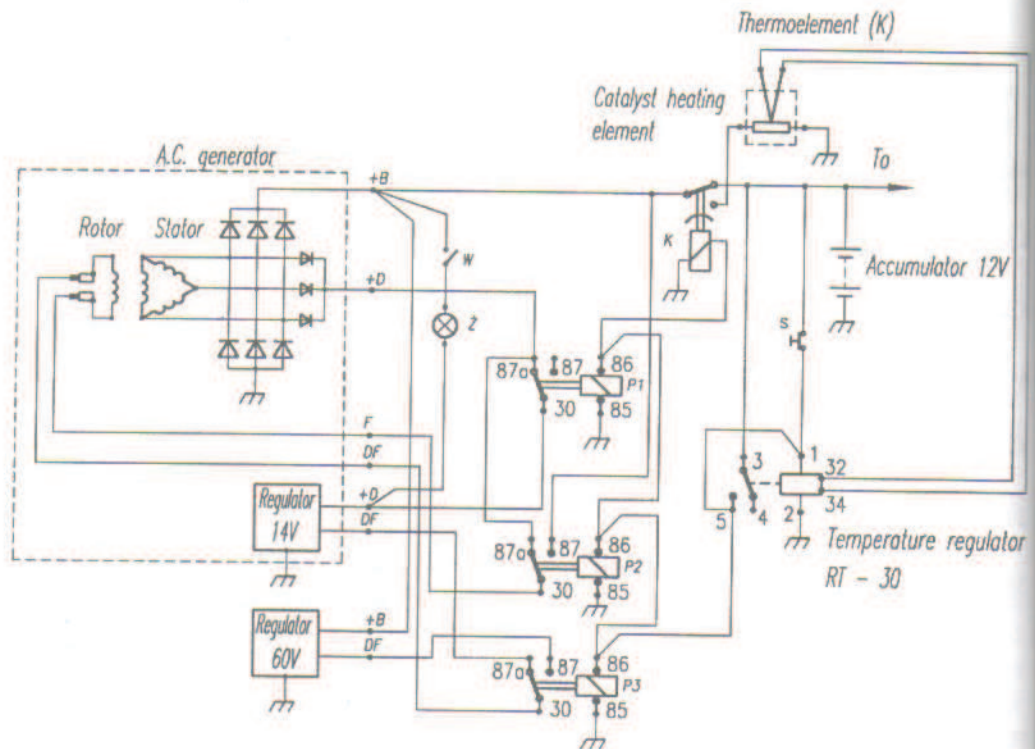 Thermoelement (K)
Catalyst heating
element
To
A.C. generator
+B
Rotor
Stator
W
K
Accumulator 12V
+D
Ż
S
87a
87
86
P1
30
85
F
DF
3
1
32
Regulator
14V
+D
DF
5
4
2
34
87a
87
86
P2
30
85
Temperature regulator
RT - 30
Regulator
60V
+B
DF
87a
87
86
P3
30
85